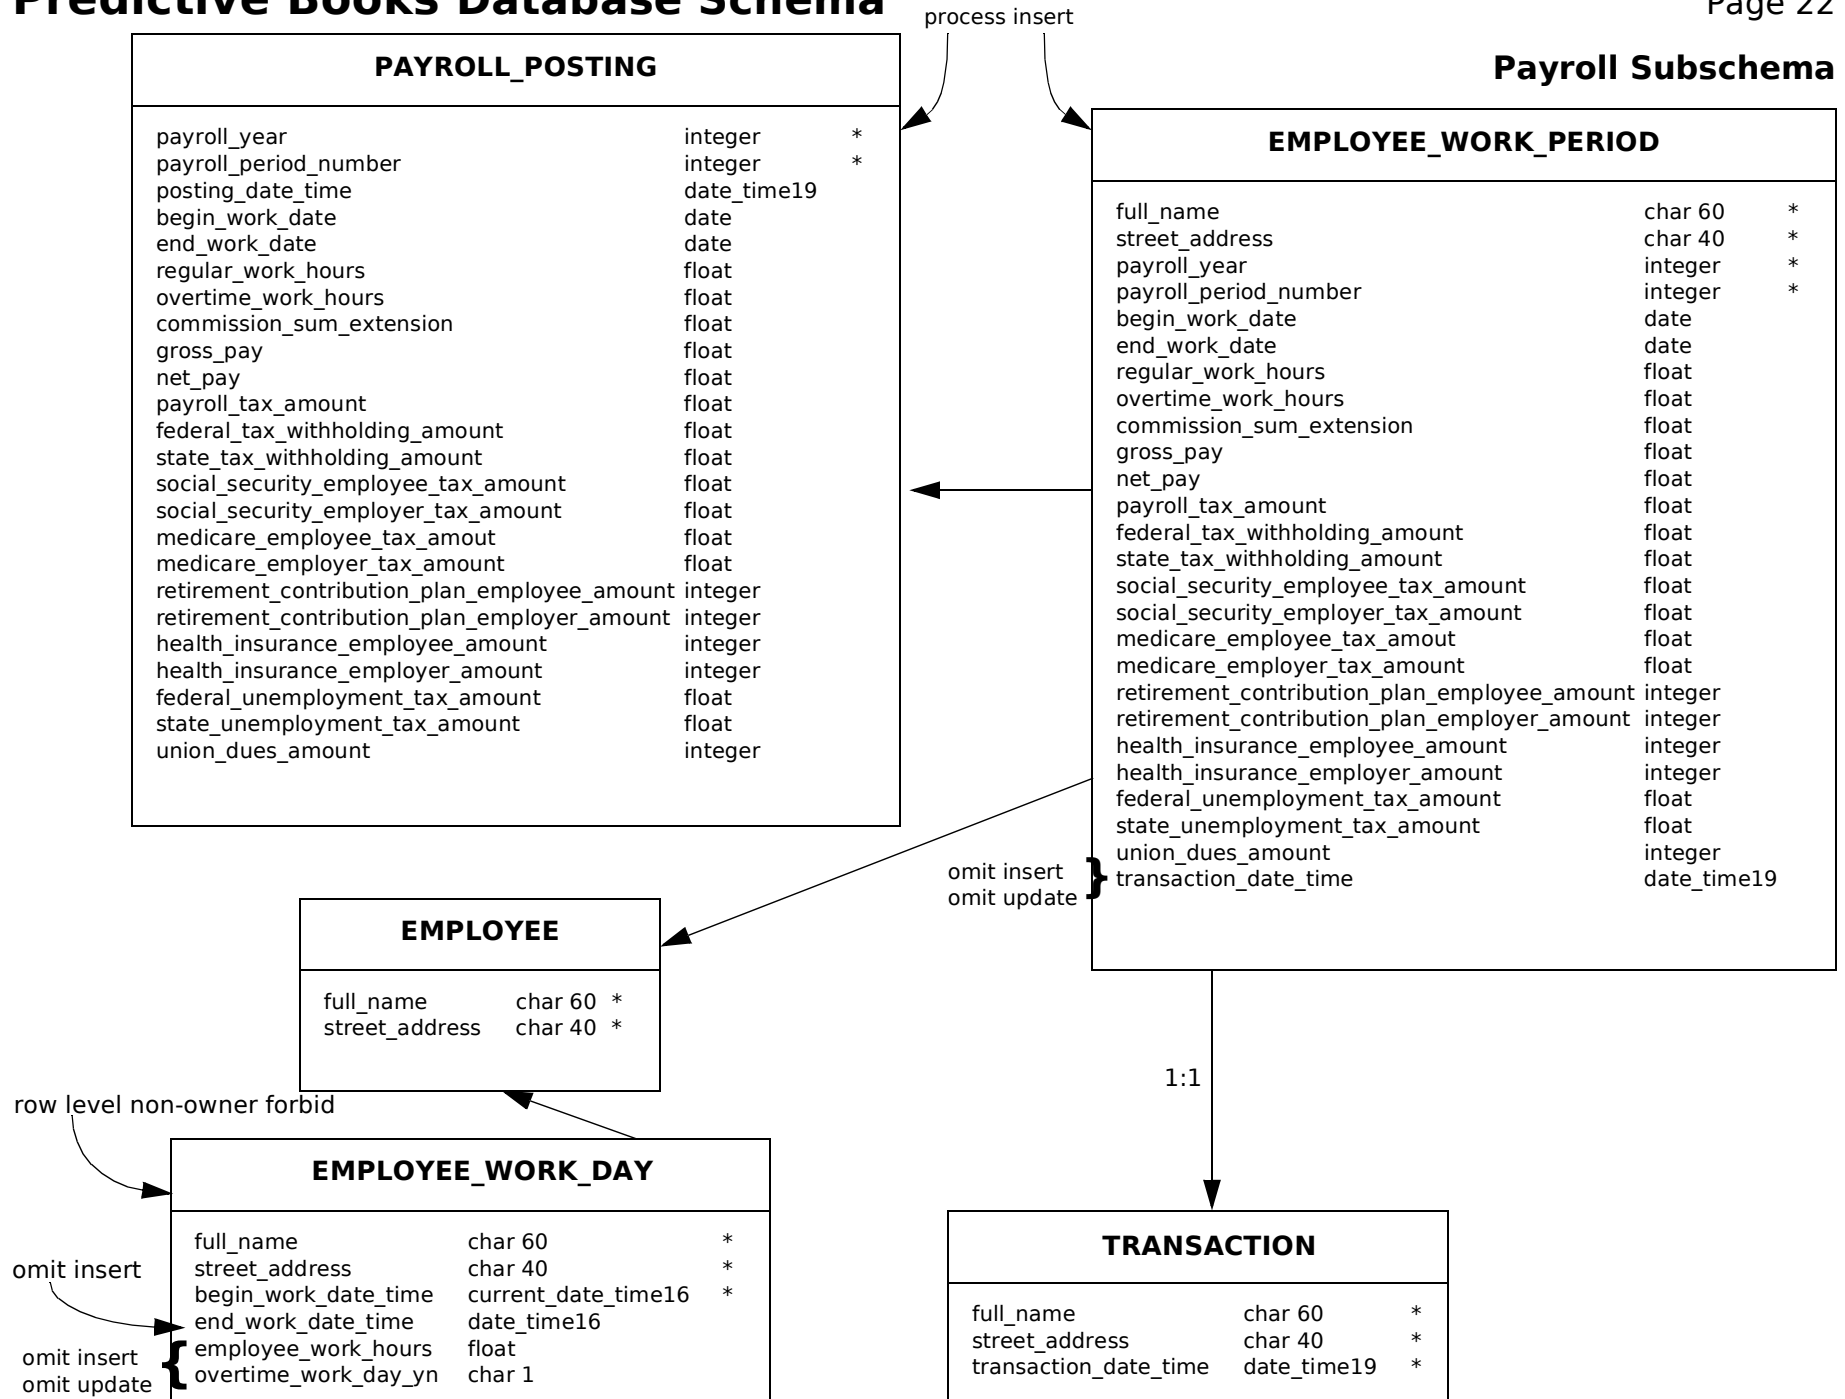 Predictive Books Database Schema
Page 22
process insert
Payroll Subschema
PAYROLL_POSTING
payroll_year integer *
payroll_period_number integer *
posting_date_time date_time19
begin_work_date date
end_work_date date
regular_work_hours float
overtime_work_hours float
commission_sum_extension float
gross_pay float
net_pay float
payroll_tax_amount float
federal_tax_withholding_amount float
state_tax_withholding_amount float
social_security_employee_tax_amount float
social_security_employer_tax_amount float
medicare_employee_tax_amout float
medicare_employer_tax_amount float
retirement_contribution_plan_employee_amount integer
retirement_contribution_plan_employer_amount integer
health_insurance_employee_amount integer
health_insurance_employer_amount integer
federal_unemployment_tax_amount float
state_unemployment_tax_amount float
union_dues_amount integer
EMPLOYEE_WORK_PERIOD
full_name char 60 *
street_address char 40 *
payroll_year integer *
payroll_period_number integer *
begin_work_date date
end_work_date date
regular_work_hours float
overtime_work_hours float
commission_sum_extension float
gross_pay float
net_pay float
payroll_tax_amount float
federal_tax_withholding_amount float
state_tax_withholding_amount float
social_security_employee_tax_amount float
social_security_employer_tax_amount float
medicare_employee_tax_amout float
medicare_employer_tax_amount float
retirement_contribution_plan_employee_amount integer
retirement_contribution_plan_employer_amount integer
health_insurance_employee_amount integer
health_insurance_employer_amount integer
federal_unemployment_tax_amount float
state_unemployment_tax_amount float
union_dues_amount integer
transaction_date_time date_time19
omit insert
omit update }
EMPLOYEE
full_name char 60 *
street_address char 40 *
1:1
row level non-owner forbid
EMPLOYEE_WORK_DAY
full_name char 60 *
street_address char 40 *
begin_work_date_time current_date_time16 *
end_work_date_time date_time16
employee_work_hours float
overtime_work_day_yn char 1
omit insert
omit insert
omit update {
TRANSACTION
full_name char 60 *
street_address char 40 *
transaction_date_time date_time19 *